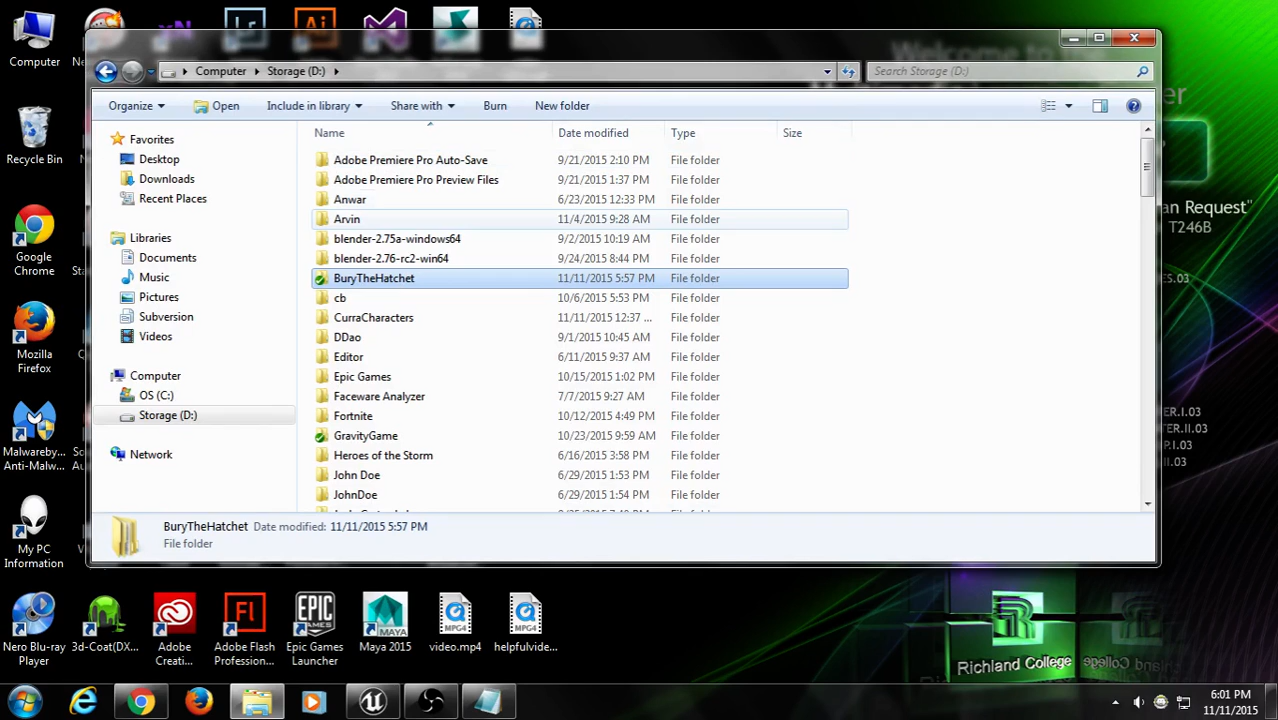 Computer
Storage (D:)
Search Storage (D:)
Organize
Open
Include in library
Share with
Burn
New folder
Favorites
Desktop
Downloads
Recent Places
Libraries
Documents
Music
Pictures
Subversion
Videos
Computer
OS (C:)
Storage (D:)
Network
Name Date modified Type Size
Adobe Premiere Pro Auto-Save 9/21/2015 2:10 PM File folder
Adobe Premiere Pro Preview Files 9/21/2015 1:37 PM File folder
Anwar 6/23/2015 12:33 PM File folder
Arvin 11/4/2015 9:28 AM File folder
blender-2.75a-windows64 9/2/2015 10:19 AM File folder
blender-2.76-rc2-win64 9/24/2015 8:44 PM File folder
BuryTheHatchet 11/11/2015 5:57 PM File folder
cb 10/6/2015 5:53 PM File folder
CurraCharacters 11/11/2015 12:37 ... File folder
DDao 9/1/2015 10:45 AM File folder
Editor 6/11/2015 9:37 AM File folder
Epic Games 10/15/2015 1:02 PM File folder
Faceware Analyzer 7/7/2015 9:27 AM File folder
Fortnite 10/12/2015 4:49 PM File folder
GravityGame 10/23/2015 9:59 AM File folder
Heroes of the Storm 6/16/2015 3:58 PM File folder
John Doe 6/29/2015 1:53 PM File folder
JohnDoe 6/29/2015 1:54 PM File folder
BuryTheHatchet Date modified: 11/11/2015 5:57 PM
File folder
Computer
Recycle Bin
Google
Chrome
Mozilla
Firefox
Malwareby...
Anti-Malw...
My PC
Information
Nero Blu-ray
Player
3d-Coat(DX...
Adobe
Creati...
Adobe Flash
Profession...
Epic Games
Launcher
Maya 2015
video.mp4
helpfulvide...
Lr
Ai
Fl
EPIC
GAMES
MAYA
MPEG4
MPEG4
T246B
Richland College
6:01 PM
11/11/2015